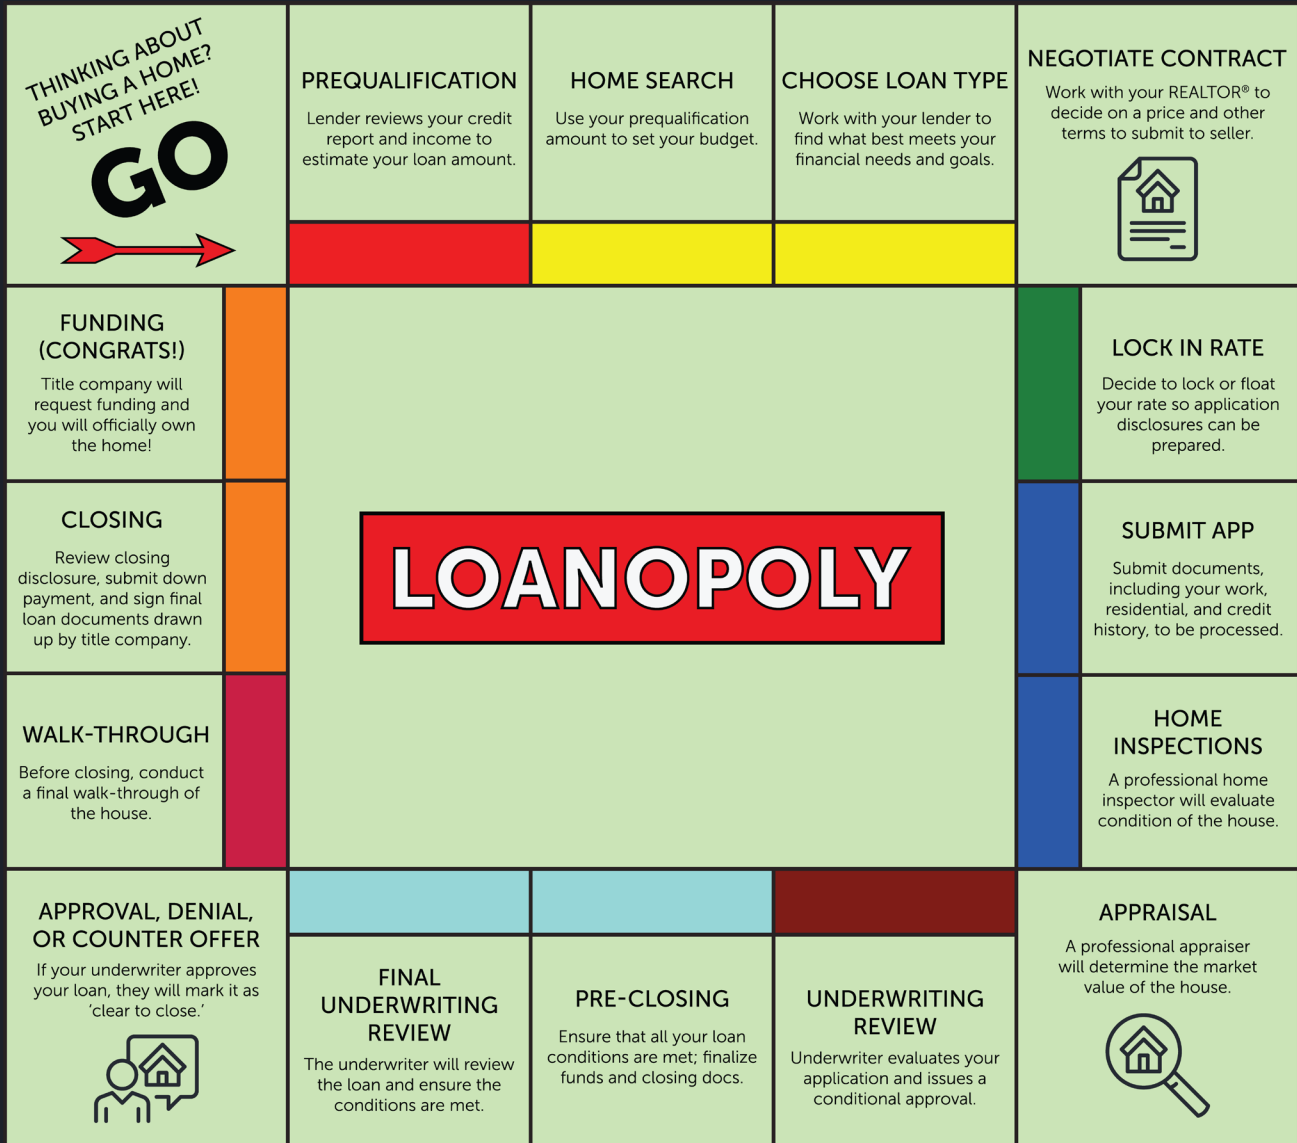 THINKING ABOUT
BUYING A HOME?
START HERE!
GO
PREQUALIFICATION
Lender reviews your credit
report and income to
estimate your loan amount.
HOME SEARCH
Use your prequalification
amount to set your budget.
CHOOSE LOAN TYPE
Work with your lender to
find what best meets your
financial needs and goals.
NEGOTIATE CONTRACT
Work with your REALTOR® to
decide on a price and other
terms to submit to seller.
LOCK IN RATE
Decide to lock or float
your rate so application
disclosures can be
prepared.
SUBMIT APP
Submit documents,
including your work,
residential, and credit
history, to be processed.
HOME
INSPECTIONS
A professional home
inspector will evaluate
condition of the house.
APPRAISAL
A professional appraiser
will determine the market
value of the house.
UNDERWRITING
REVIEW
Underwriter evaluates your
application and issues a
conditional approval.
PRE-CLOSING
Ensure that all your loan
conditions are met; finalize
funds and closing docs.
FINAL
UNDERWRITING
REVIEW
The underwriter will review
the loan and ensure the
conditions are met.
APPROVAL, DENIAL,
OR COUNTER OFFER
If your underwriter approves
your loan, they will mark it as
‘clear to close.’
WALK-THROUGH
Before closing, conduct
a final walk-through of
the house.
CLOSING
Review closing
disclosure, submit down
payment, and sign final
loan documents drawn
up by title company.
FUNDING
(CONGRATS!)
Title company will
request funding and
you will officially own
the home!
LOANOPOLY